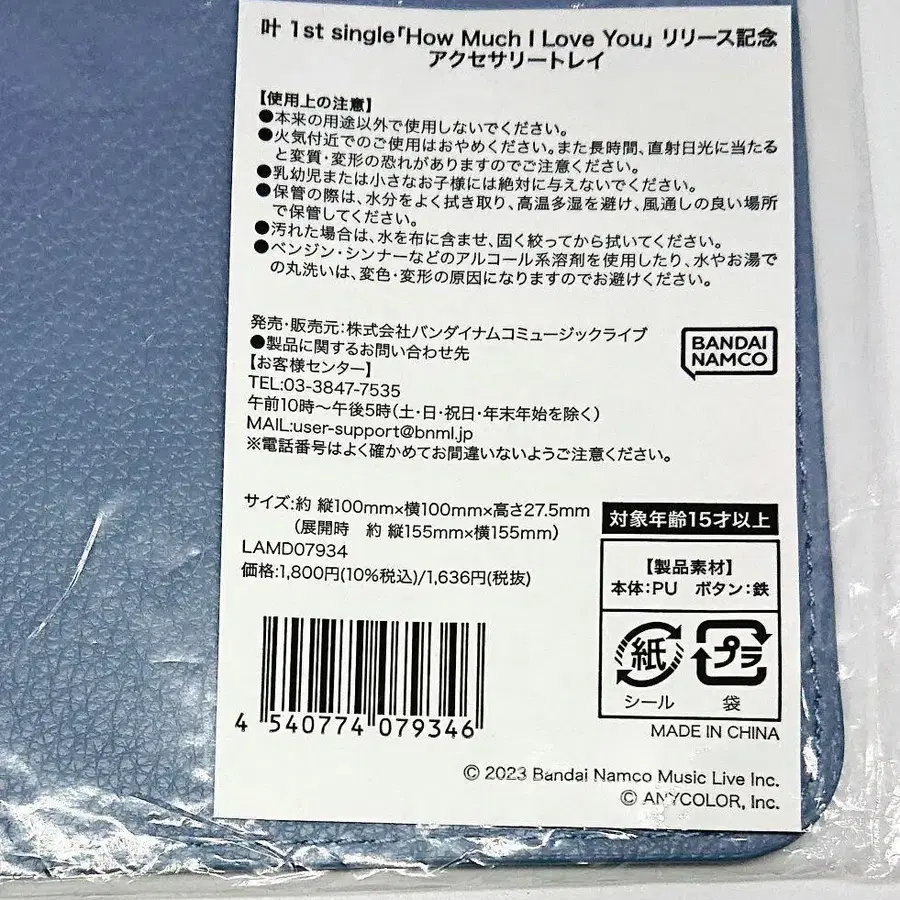 叶 1st single「How Much I Love You」リリース記念
アクセサリートレイ
【使用上の注意】
●本来の用途以外で使用しないでください。
●火気付近でのご使用はおやめください。また長時間、直射日光に当たる
と変質・変形の恐れがありますのでご注意ください。
●乳幼児または小さなお子様には絶対に与えないでください。
●保管の際は、水分をよく拭き取り、高温多湿を避け、風通しの良い場所
で保管してください。
●汚れた場合は、水を布に含ませ、固く絞ってから拭いてください。
●ベンジン・シンナーなどのアルコール系溶剤を使用したり、水やお湯で
の丸洗いは、変色・変形の原因になりますのでお避けください。
発売・販売元:株式会社バンダイナムコミュージックライブ
●製品に関するお問い合わせ先
【お客様センター】
TEL:03-3847-7535
午前10時～午後5時(土・日・祝日・年末年始を除く)
MAIL:user-support@bnml.jp
※電話番号はよく確かめてお間違いないようご注意ください。
BANDAI
NAMCO
サイズ:約 縦100mm×横100mm×高さ27.5mm
(展開時 約 縦155mm×横155mm)
LAMD07934
価格:1,800円(10%税込)/1,636円(税抜)
対象年齢15才以上
【製品素材】
本体:PU ボタン:鉄
紙 プラ
シール 袋
4 540774 079346
MADE IN CHINA
© 2023 Bandai Namco Music Live Inc.
© ANYCOLOR, Inc.